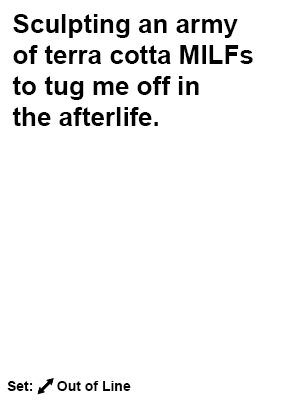 Sculpting an army
of terra cotta MILFs
to tug me off in
the afterlife.
Set: Out of Line